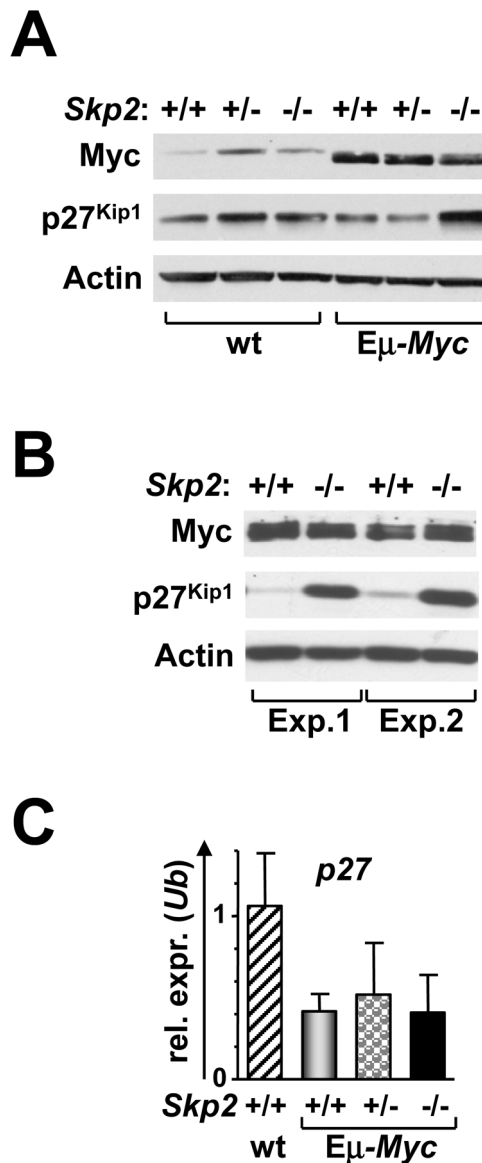 A
Skp2: +/+ +/- -/- +/+ +/- -/-
Myc
p27Kip1
Actin
wt Eμ-Myc
B
Skp2: +/+ -/- +/+ -/-
Myc
p27Kip1
Actin
Exp.1 Exp.2
C
p27
rel. expr. (Ub)
1
0
Skp2 +/+ +/+ +/- -/-
wt Eμ-Myc